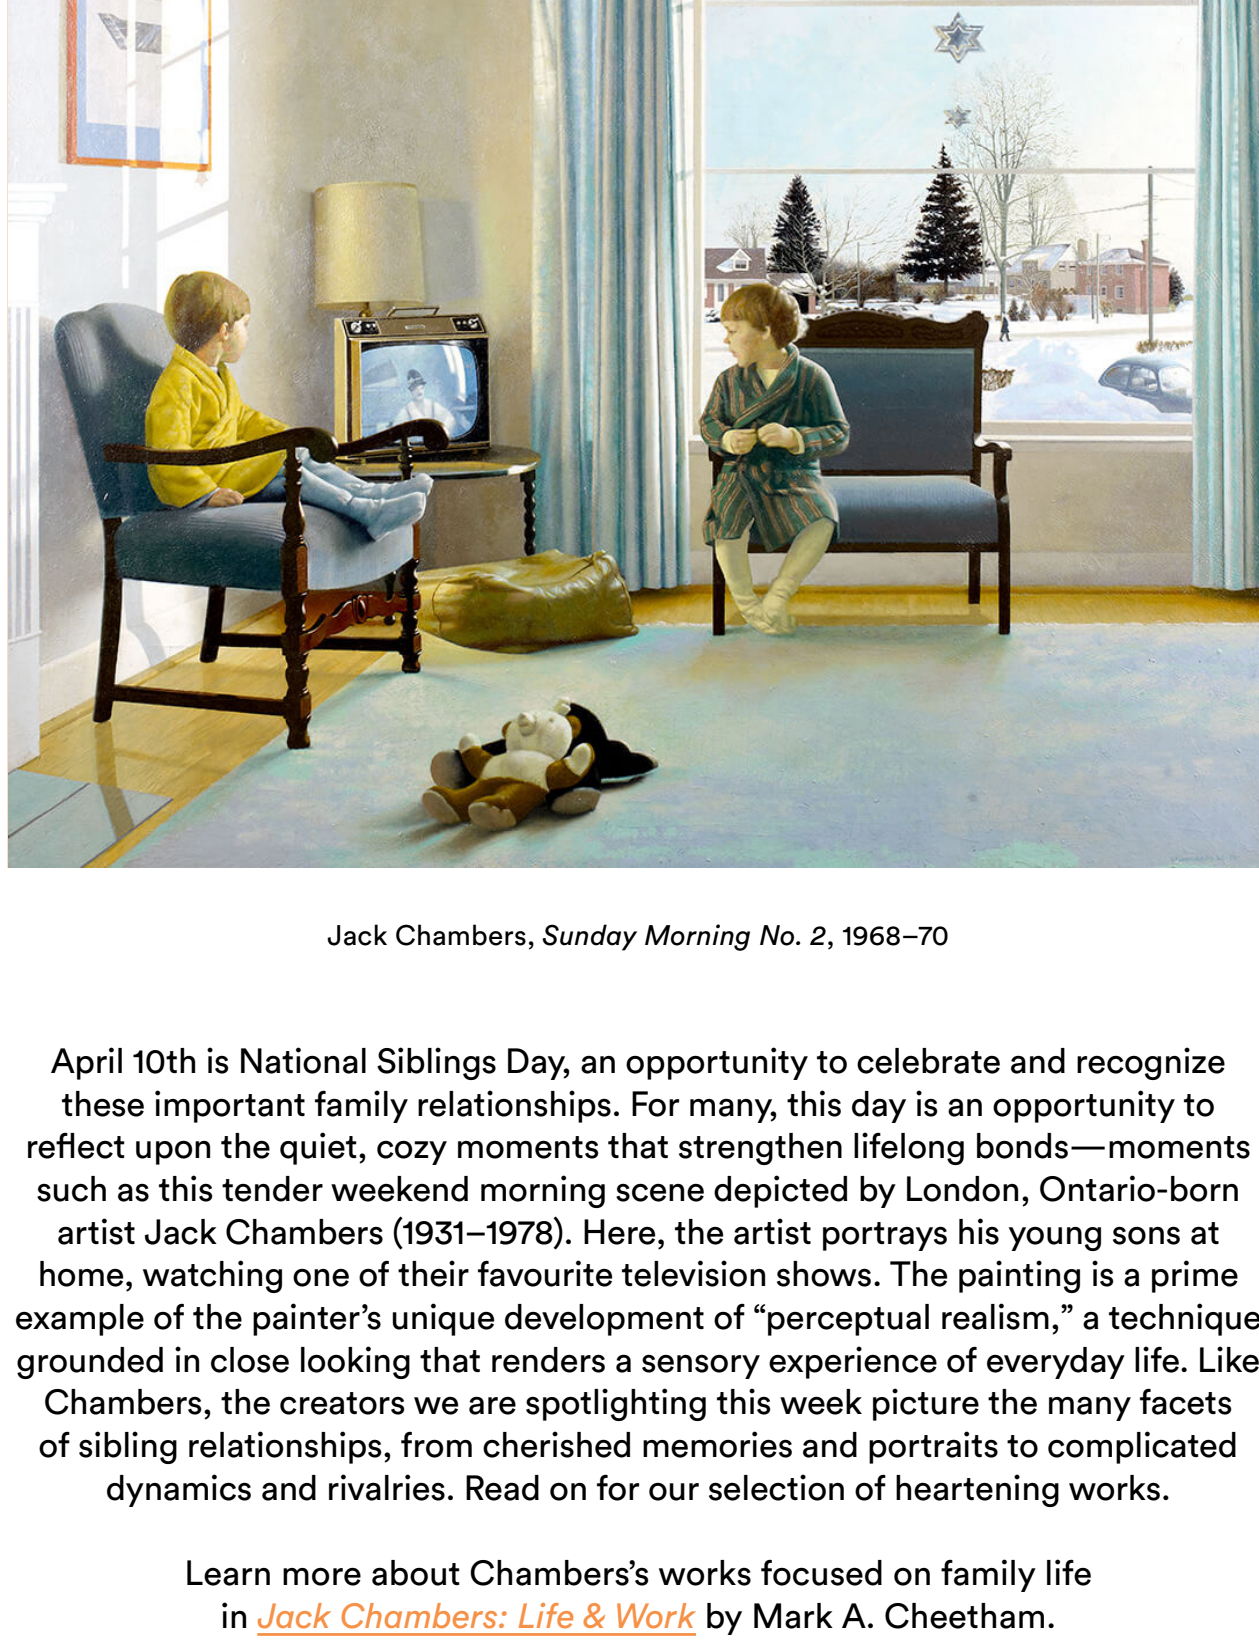 Jack Chambers, Sunday Morning No. 2, 1968–70
April 10th is National Siblings Day, an opportunity to celebrate and recognize
these important family relationships. For many, this day is an opportunity to
reflect upon the quiet, cozy moments that strengthen lifelong bonds—moments
such as this tender weekend morning scene depicted by London, Ontario-born
artist Jack Chambers (1931–1978). Here, the artist portrays his young sons at
home, watching one of their favourite television shows. The painting is a prime
example of the painter’s unique development of “perceptual realism,” a technique
grounded in close looking that renders a sensory experience of everyday life. Like
Chambers, the creators we are spotlighting this week picture the many facets
of sibling relationships, from cherished memories and portraits to complicated
dynamics and rivalries. Read on for our selection of heartening works.
Learn more about Chambers’s works focused on family life
in Jack Chambers: Life & Work by Mark A. Cheetham.